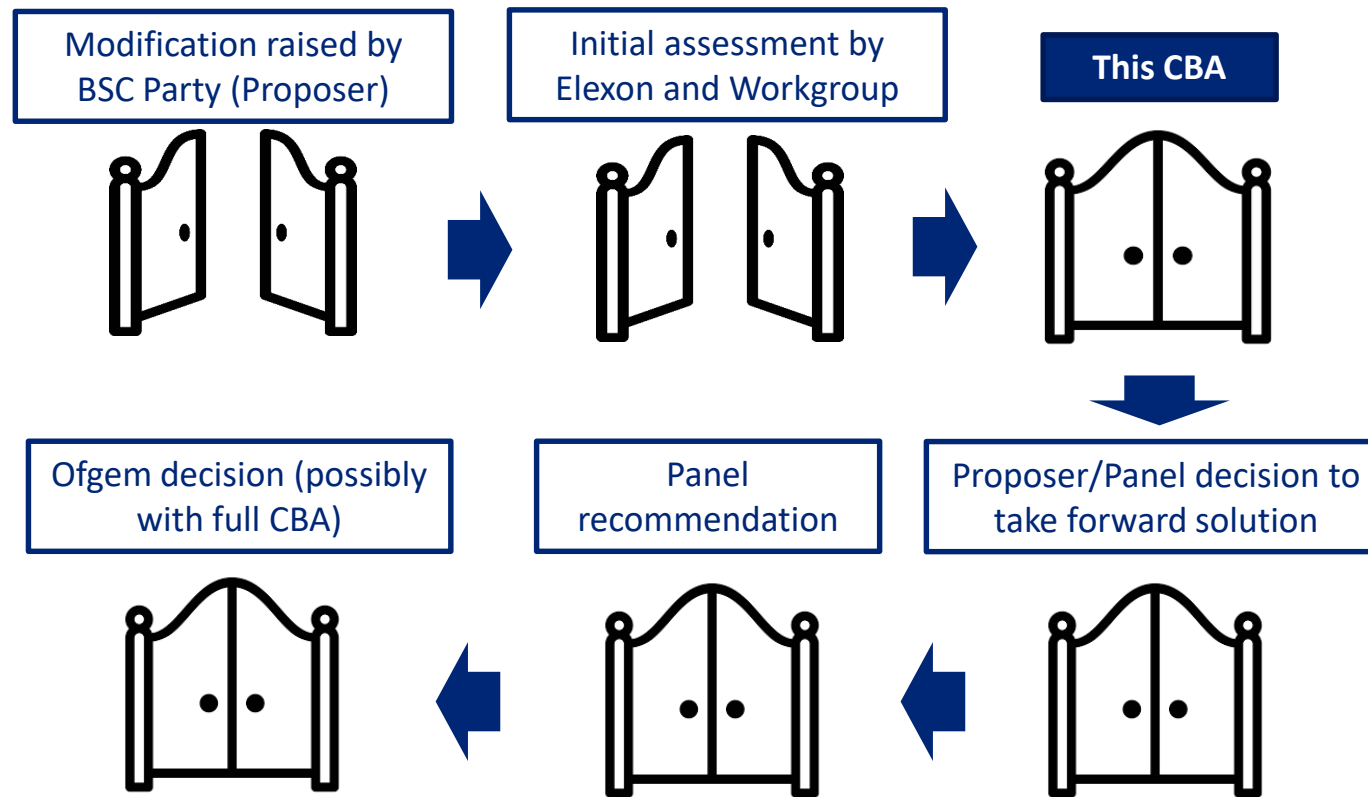 Modification raised by
BSC Party (Proposer)
Initial assessment by
Elexon and Workgroup
This CBA
Proposer/Panel decision to
take forward solution
Panel
recommendation
Ofgem decision (possibly
with full CBA)